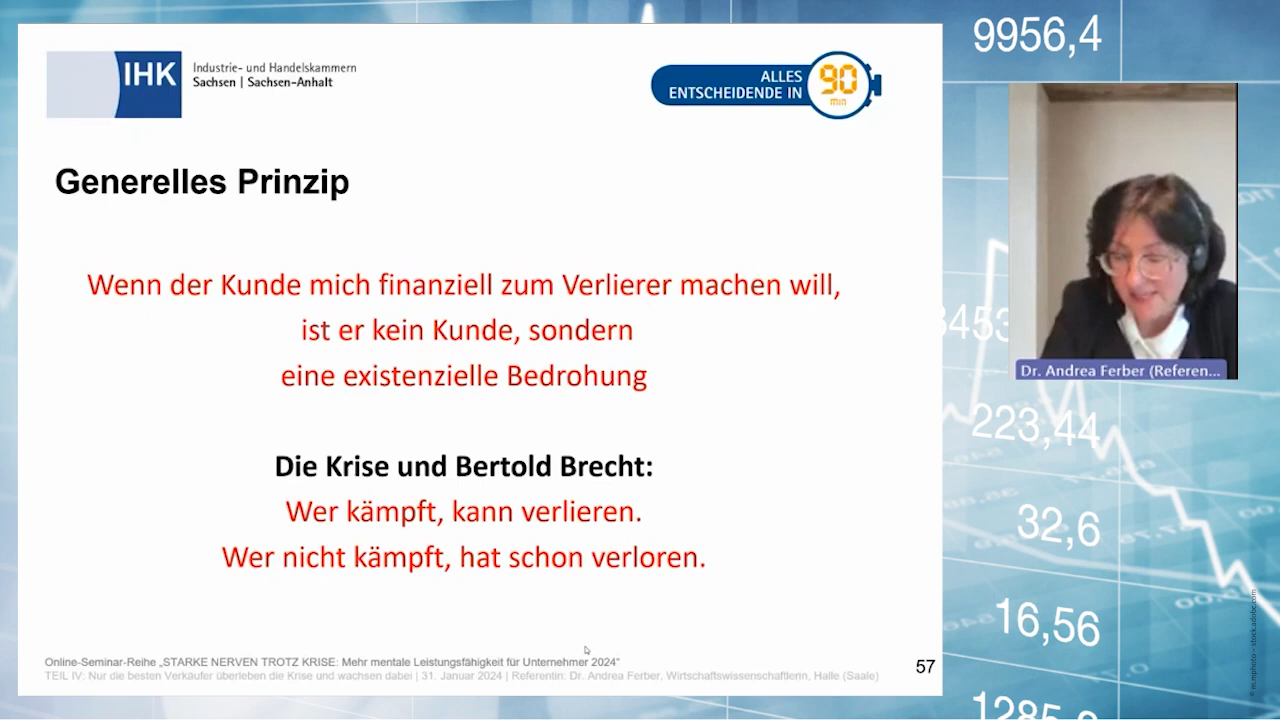 9956,4
IHK
Industrie- und Handelskammern
Sachsen | Sachsen-Anhalt
ALLES
ENTSCHEIDENDE IN
90
min
Generelles Prinzip
Wenn der Kunde mich finanziell zum Verlierer machen will,
ist er kein Kunde, sondern
eine existenzielle Bedrohung
Die Krise und Bertold Brecht:
Wer kämpft, kann verlieren.
Wer nicht kämpft, hat schon verloren.
Online-Seminar-Reihe „STARKE NERVEN TROTZ KRISE: Mehr mentale Leistungsfähigkeit für Unternehmer 2024“
TEIL IV: Nur die besten Verkäufer überleben die Krise und wachsen dabei | 31. Januar 2024 | Referentin: Dr. Andrea Ferber, Wirtschaftswissenschaftlerin, Halle (Saale)
57
Dr. Andrea Ferber (Referen...
223,44
32,6
16,56